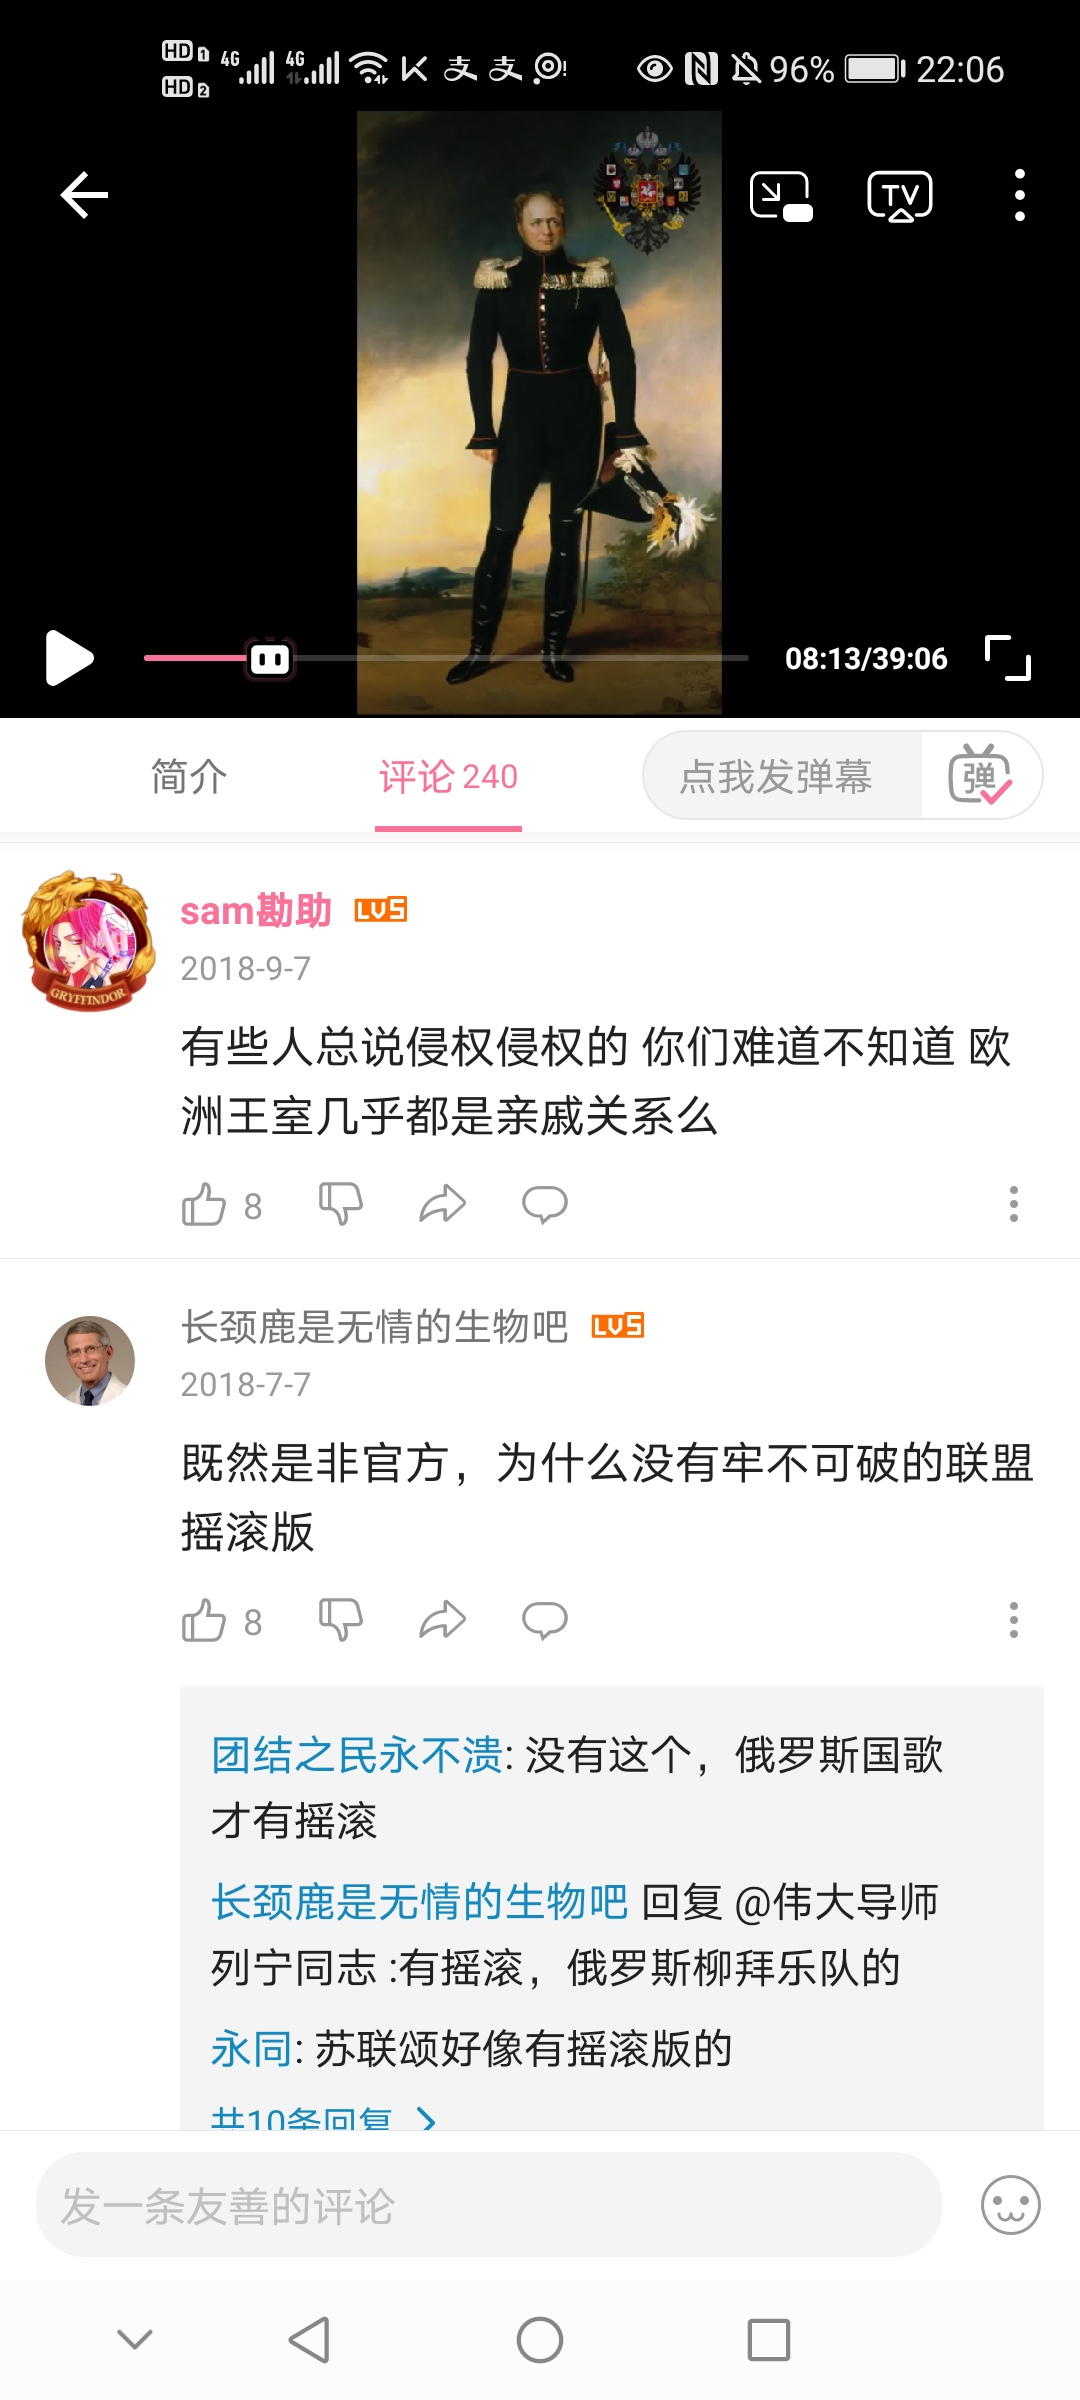 HD 1 4G 4G 96% 22:06
HD 2
TV
08:13/39:06
简介 评论 240 点我发弹幕 弹
sam勘助 LV5
2018-9-7
GRYFFINDOR
有些人总说侵权侵权的 你们难道不知道 欧
洲王室几乎都是亲戚关系么
8
长颈鹿是无情的生物吧 LV5
2018-7-7
既然是非官方，为什么没有牢不可破的联盟
摇滚版
8
团结之民永不溃: 没有这个，俄罗斯国歌
才有摇滚
长颈鹿是无情的生物吧 回复 @伟大导师
列宁同志 :有摇滚，俄罗斯柳拜乐队的
永同: 苏联颂好像有摇滚版的
共10条回复
发一条友善的评论